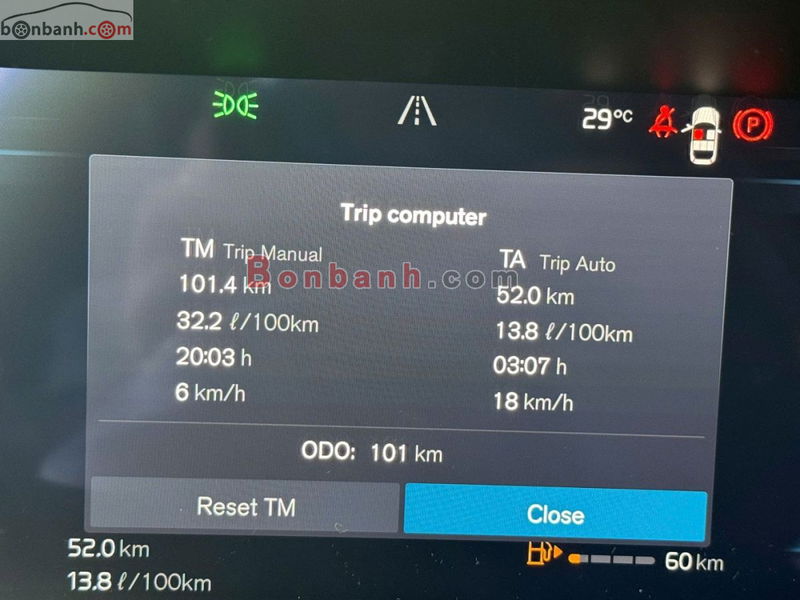 bonbanh.com
29°C
P
Trip computer
TM Trip Manual
101.4 km
32.2 ℓ/100km
20:03 h
6 km/h
TA Trip Auto
52.0 km
13.8 ℓ/100km
03:07 h
18 km/h
Bonbanh.com
ODO: 101 km
Reset TM
Close
52.0 km
13.8 ℓ/100km
60 km